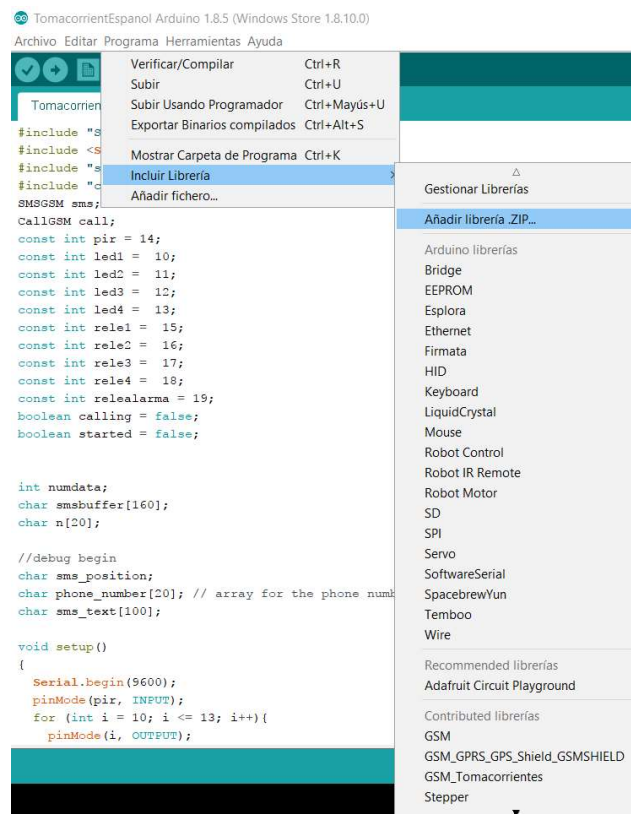 TomacorrientEspanol Arduino 1.8.5 (Windows Store 1.8.10.0)
Archivo Editar Programa Herramientas Ayuda
Verificar/Compilar Ctrl+R
Subir Ctrl+U
Subir Usando Programador Ctrl+Mayús+U
Exportar Binarios compilados Ctrl+Alt+S
Mostrar Carpeta de Programa Ctrl+K
Incluir Librería
Añadir fichero...
Gestionar Librerías
Añadir librería .ZIP...
Arduino librerías
Bridge
EEPROM
Esplora
Ethernet
Firmata
HID
Keyboard
LiquidCrystal
Mouse
Robot Control
Robot IR Remote
Robot Motor
SD
SPI
Servo
SoftwareSerial
SpacebrewYun
Temboo
Wire
Recommended librerías
Adafruit Circuit Playground
Contributed librerías
GSM
GSM_GPRS_GPS_Shield_GSMSHIELD
GSM_Tomacorrientes
Stepper
Tomacorrien
#include "S
#include <S
#include "s
#include "c
SMSGSM sms;
CallGSM call;
const int pir = 14;
const int led1 = 10;
const int led2 = 11;
const int led3 = 12;
const int led4 = 13;
const int rele1 = 15;
const int rele2 = 16;
const int rele3 = 17;
const int rele4 = 18;
const int relealarma = 19;
boolean calling = false;
boolean started = false;
int numdata;
char smsbuffer[160];
char n[20];
//debug begin
char sms_position;
char phone_number[20]; // array for the phone numb
char sms_text[100];
void setup()
{
Serial.begin(9600);
pinMode(pir, INPUT);
for (int i = 10; i <= 13; i++){
pinMode(i, OUTPUT);